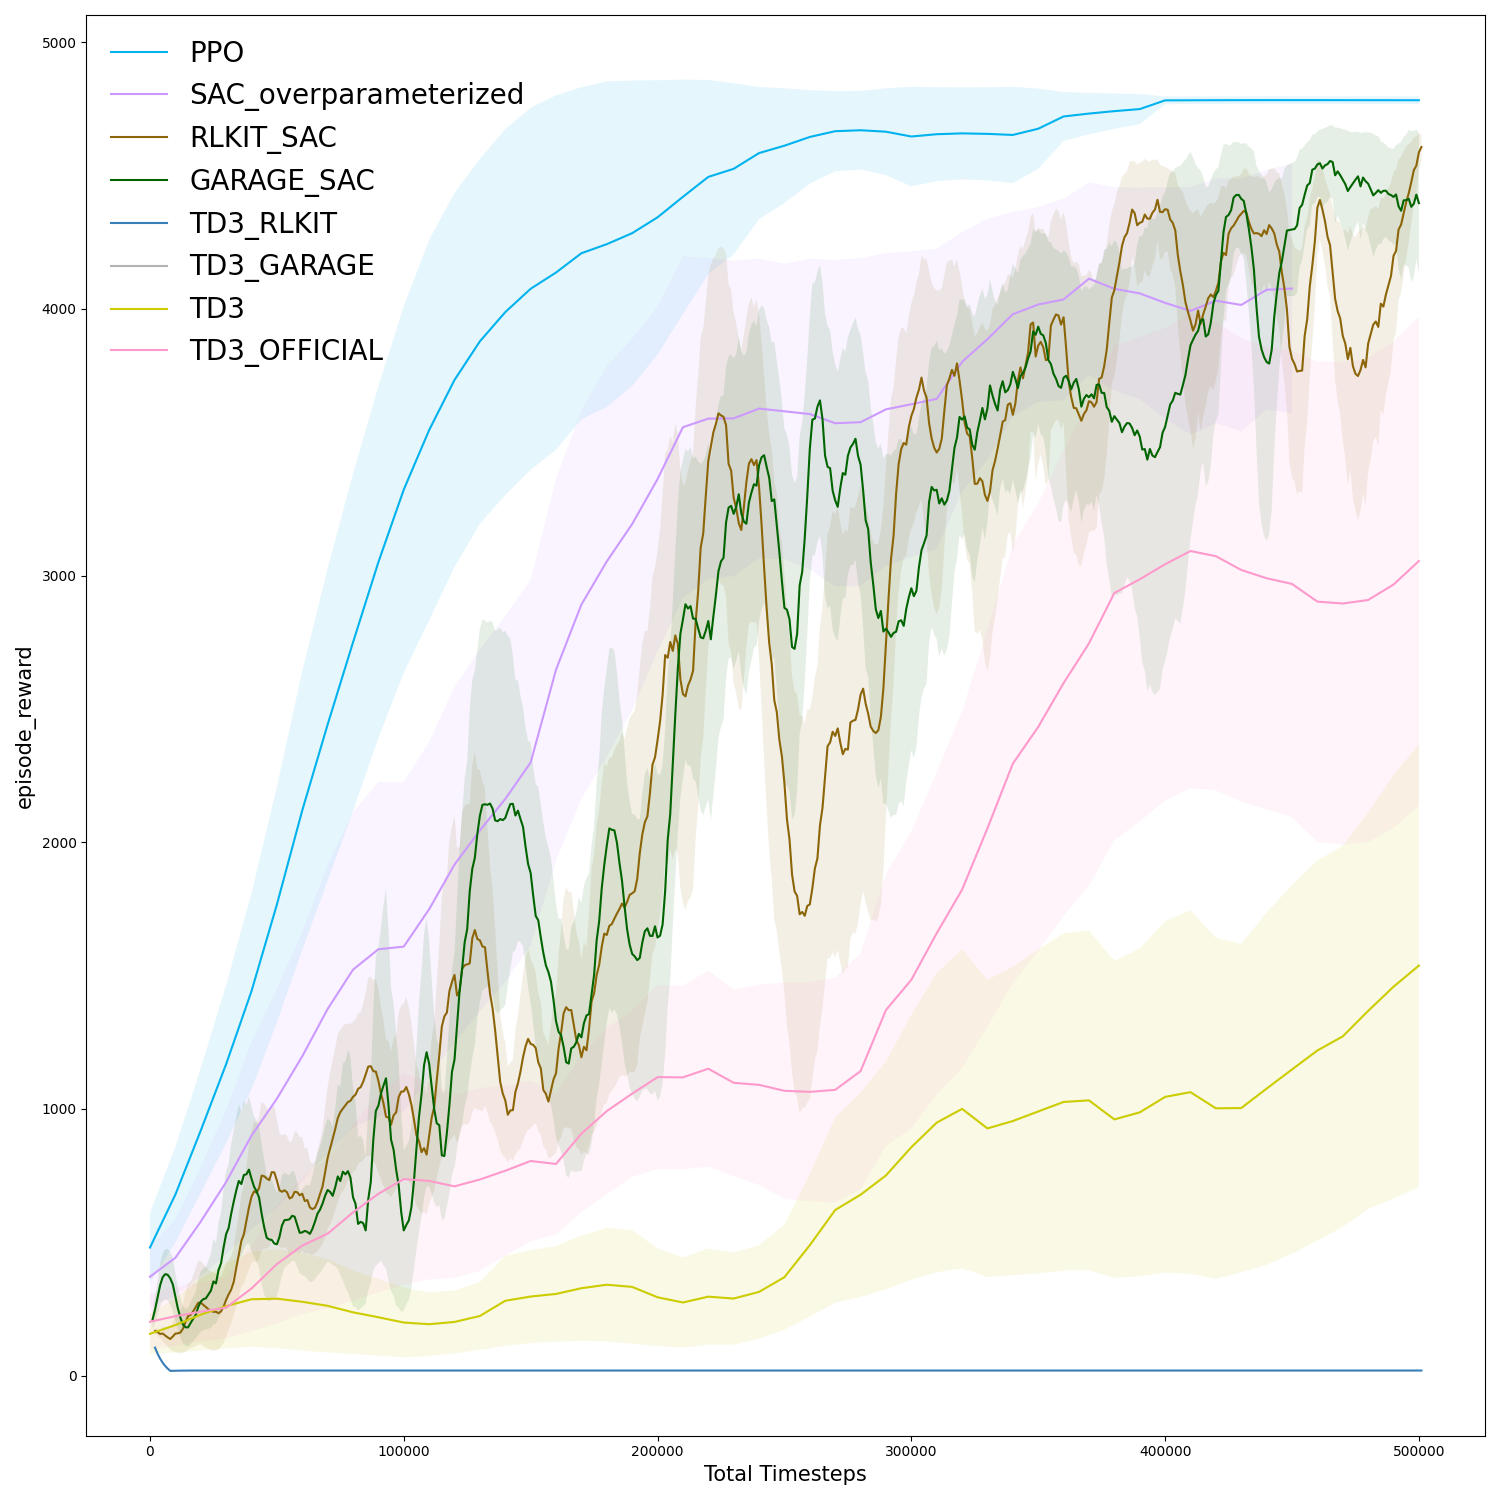 5000
4000
3000
2000
1000
0
episode_reward
PPO
SAC_overparameterized
RLKIT_SAC
GARAGE_SAC
TD3_RLKIT
TD3_GARAGE
TD3
TD3_OFFICIAL
0 100000 200000 300000 400000 500000
Total Timesteps